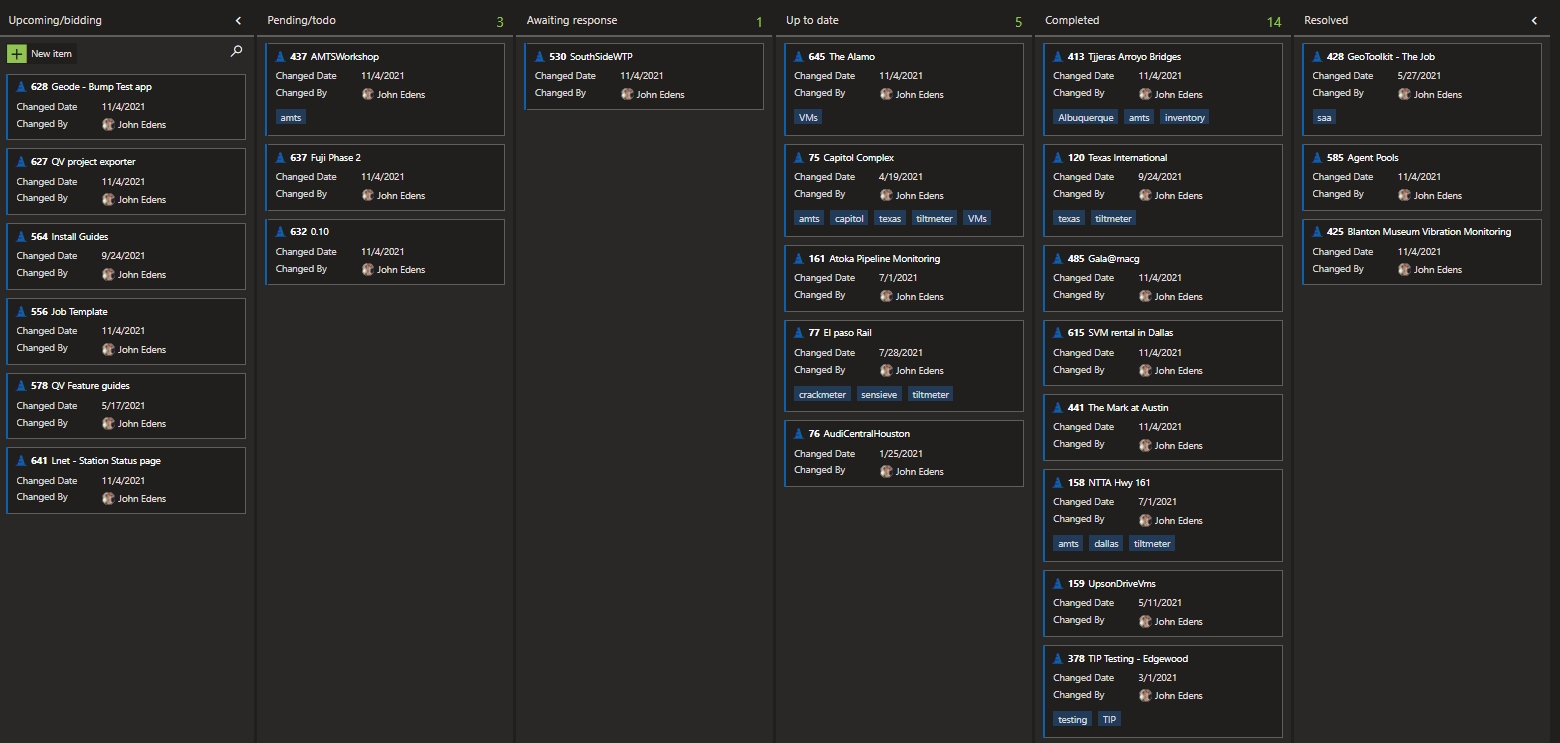 Upcoming/bidding
New item
628 Geode - Bump Test app
Changed Date 11/4/2021
Changed By John Edens
627 QV project exporter
Changed Date 11/4/2021
Changed By John Edens
564 Install Guides
Changed Date 9/24/2021
Changed By John Edens
556 Job Template
Changed Date 11/4/2021
Changed By John Edens
578 QV Feature guides
Changed Date 5/17/2021
Changed By John Edens
641 Lnet - Station Status page
Changed Date 11/4/2021
Changed By John Edens
Pending/todo 3
437 AMTSWorkshop
Changed Date 11/4/2021
Changed By John Edens
amts
637 Fuji Phase 2
Changed Date 11/4/2021
Changed By John Edens
632 0.10
Changed Date 11/4/2021
Changed By John Edens
Awaiting response 1
530 SouthSideWTP
Changed Date 11/4/2021
Changed By John Edens
Up to date 5
645 The Alamo
Changed Date 11/4/2021
Changed By John Edens
VMs
75 Capitol Complex
Changed Date 4/19/2021
Changed By John Edens
amts capitol texas tiltmeter VMs
161 Atoka Pipeline Monitoring
Changed Date 7/1/2021
Changed By John Edens
77 El paso Rail
Changed Date 7/28/2021
Changed By John Edens
crackmeter sensieve tiltmeter
76 AudiCentralHouston
Changed Date 1/25/2021
Changed By John Edens
Completed 14
413 Tjjeras Arroyo Bridges
Changed Date 11/4/2021
Changed By John Edens
Albuquerque amts inventory
120 Texas International
Changed Date 9/24/2021
Changed By John Edens
texas tiltmeter
485 Gala@macg
Changed Date 11/4/2021
Changed By John Edens
615 SVM rental in Dallas
Changed Date 11/4/2021
Changed By John Edens
441 The Mark at Austin
Changed Date 11/4/2021
Changed By John Edens
158 NTTA Hwy 161
Changed Date 7/1/2021
Changed By John Edens
amts dallas tiltmeter
159 UpsonDriveVms
Changed Date 5/11/2021
Changed By John Edens
378 TIP Testing - Edgewood
Changed Date 3/1/2021
Changed By John Edens
testing TIP
Resolved
428 GeoToolkit - The Job
Changed Date 5/27/2021
Changed By John Edens
saa
585 Agent Pools
Changed Date 11/4/2021
Changed By John Edens
425 Blanton Museum Vibration Monitoring
Changed Date 11/4/2021
Changed By John Edens